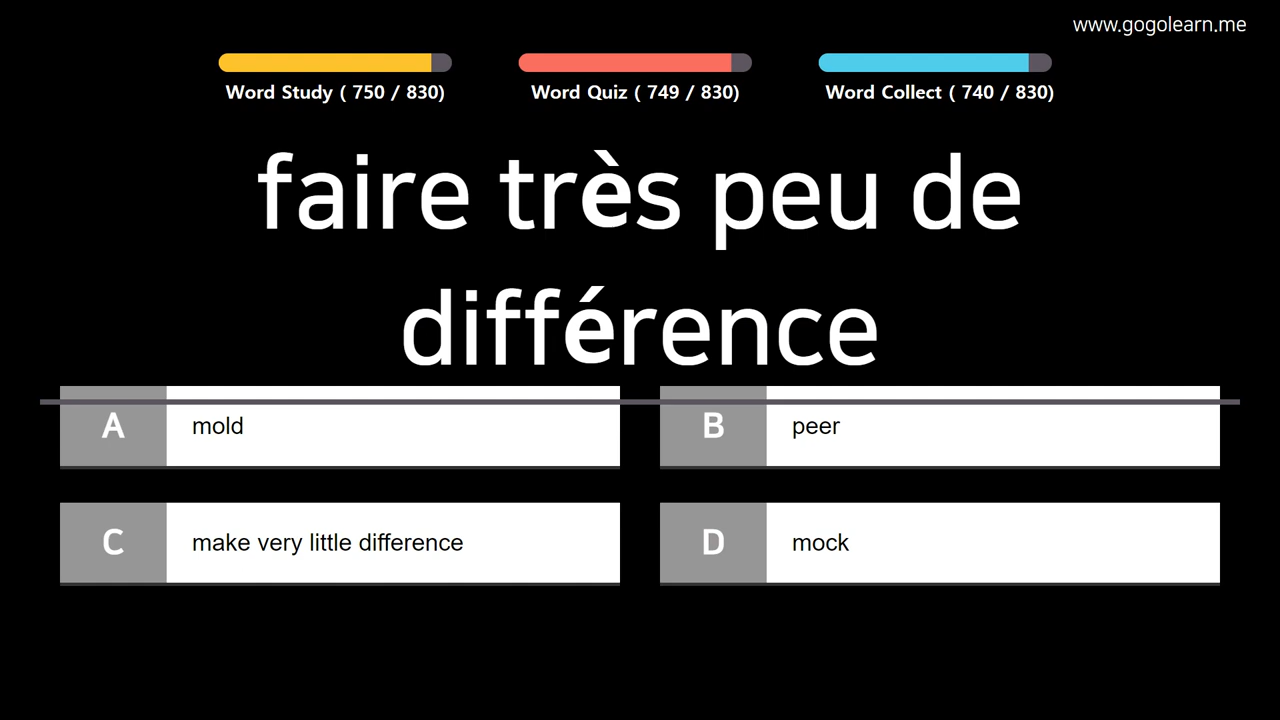 www.gogolearn.me
Word Study ( 750 / 830)
Word Quiz ( 749 / 830)
Word Collect ( 740 / 830)
faire très peu de
différence
A mold
B peer
C make very little difference
D mock